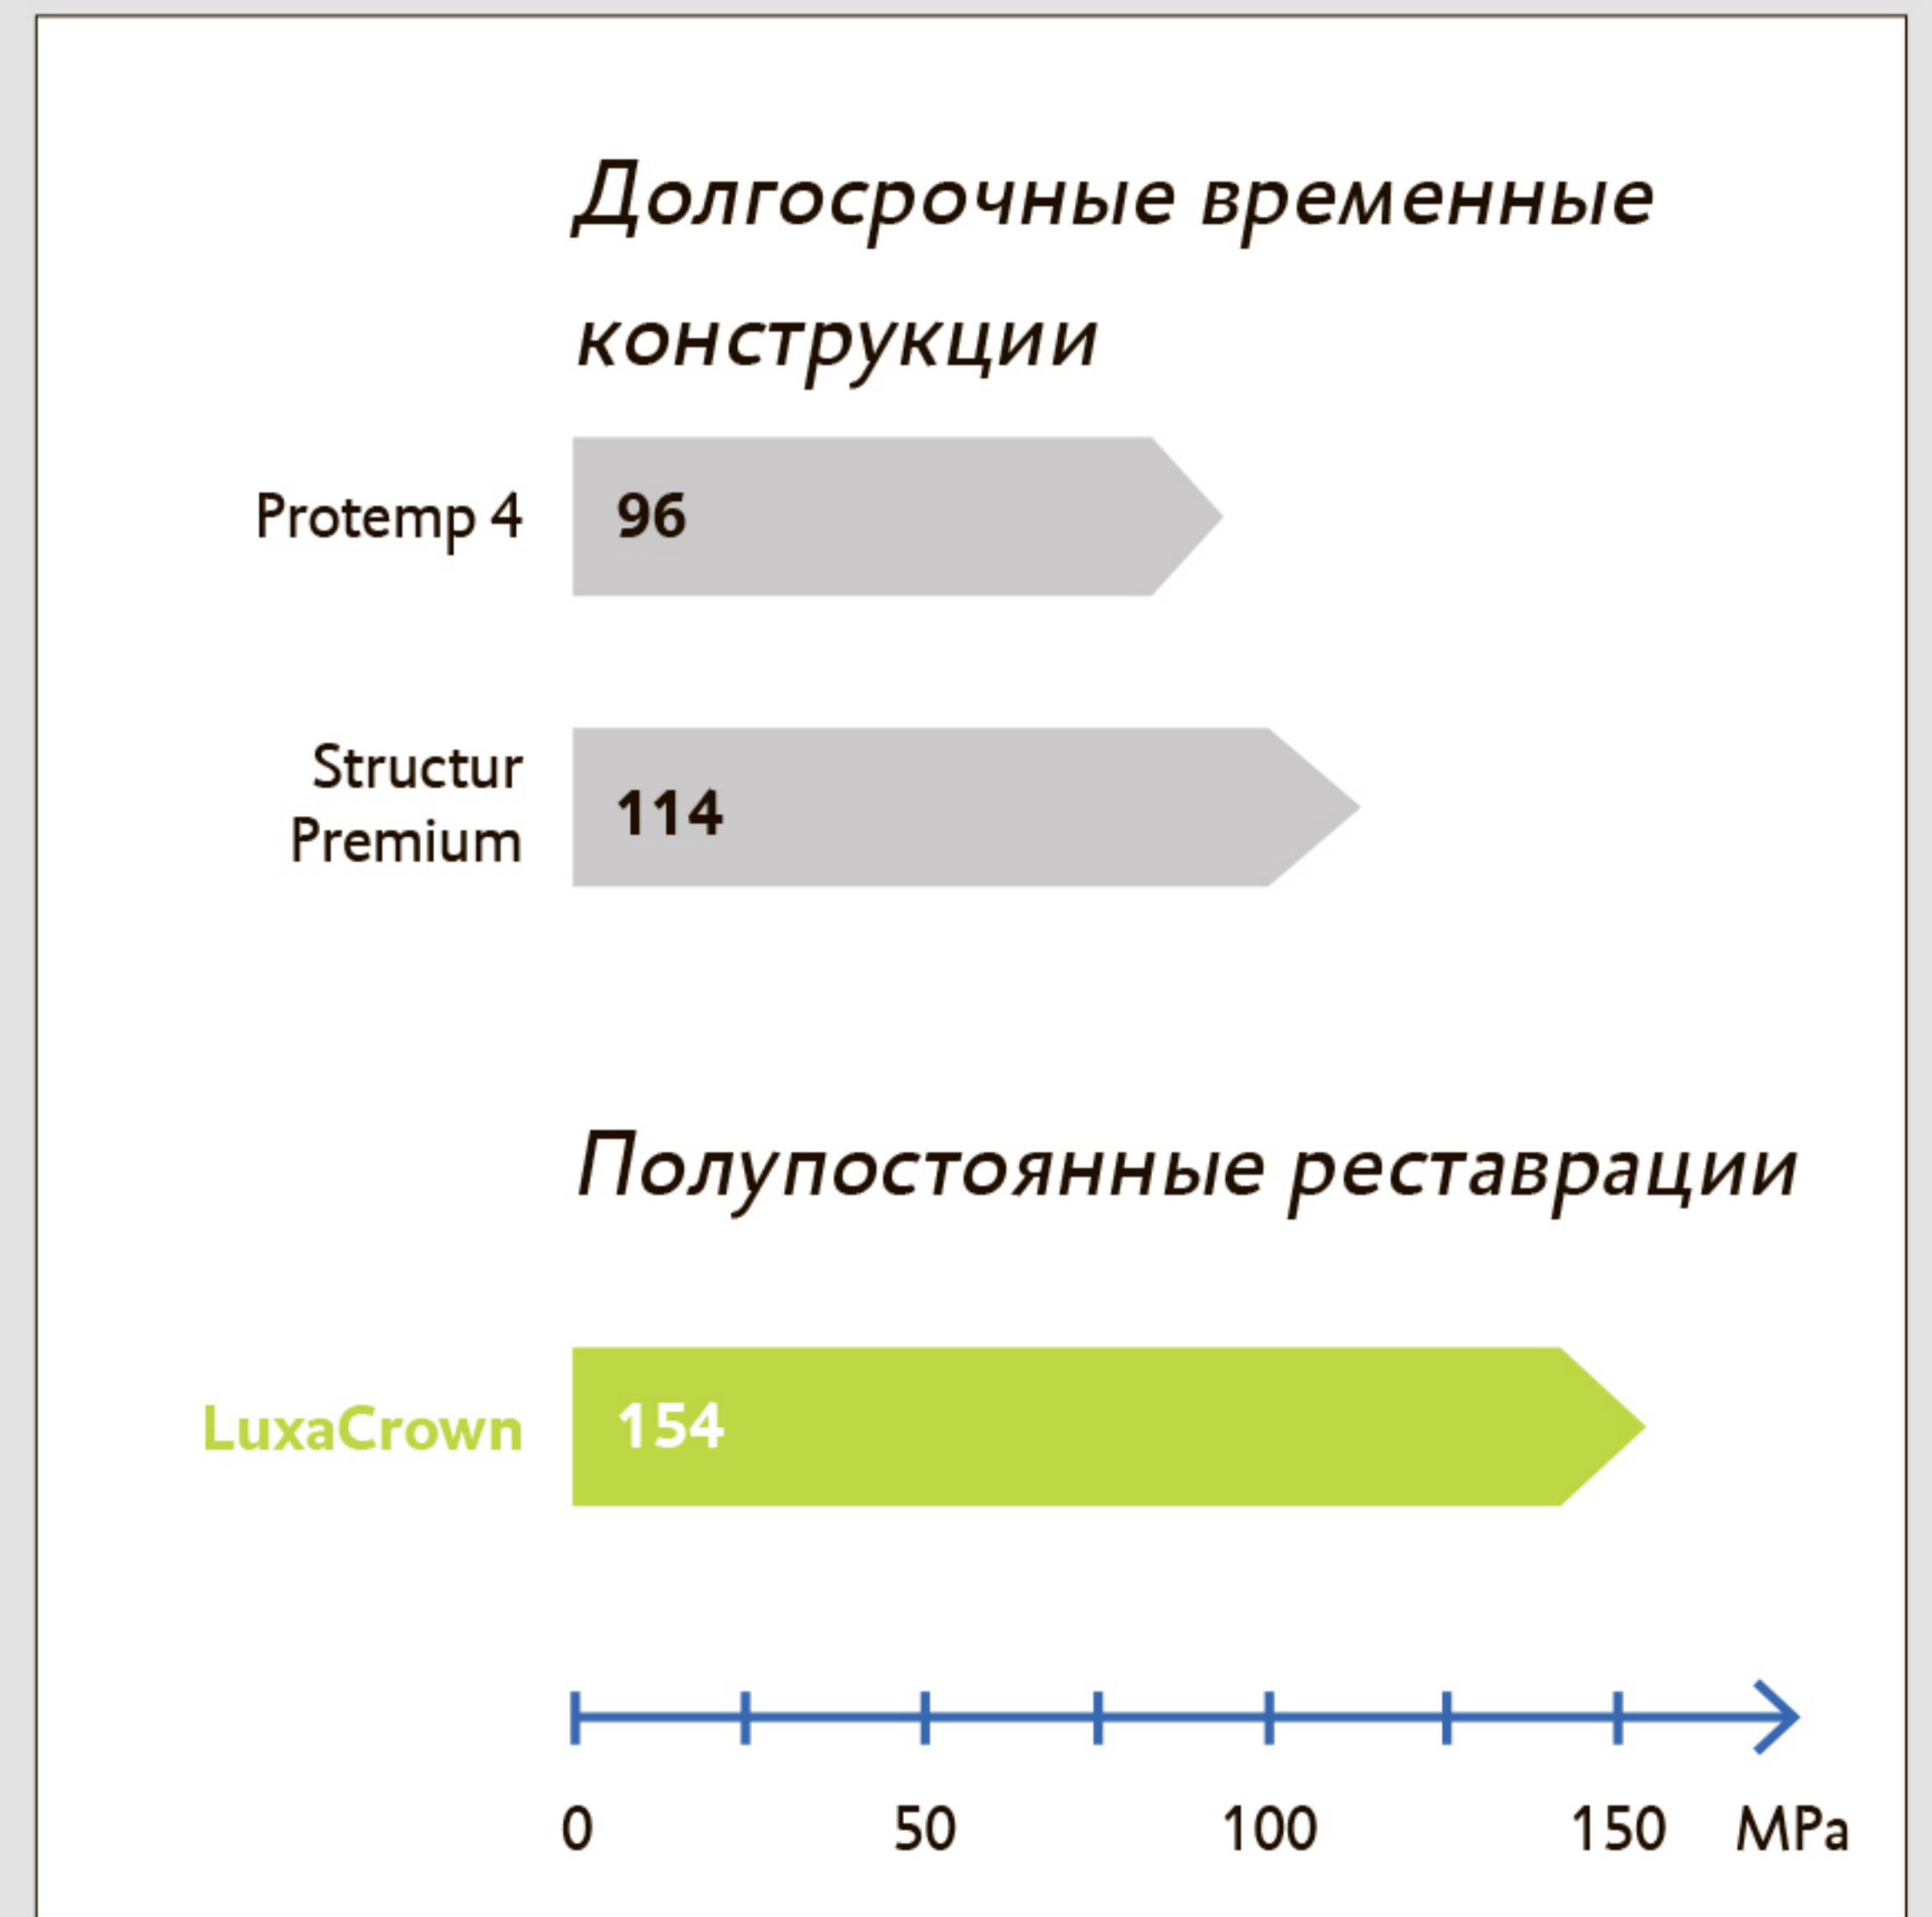 Долгосрочные временные
конструкции
Protemp 4
96
Structur
Premium
114
Полупостоянные реставрации
LuxaCrown
154
0 50 100 150 MPa